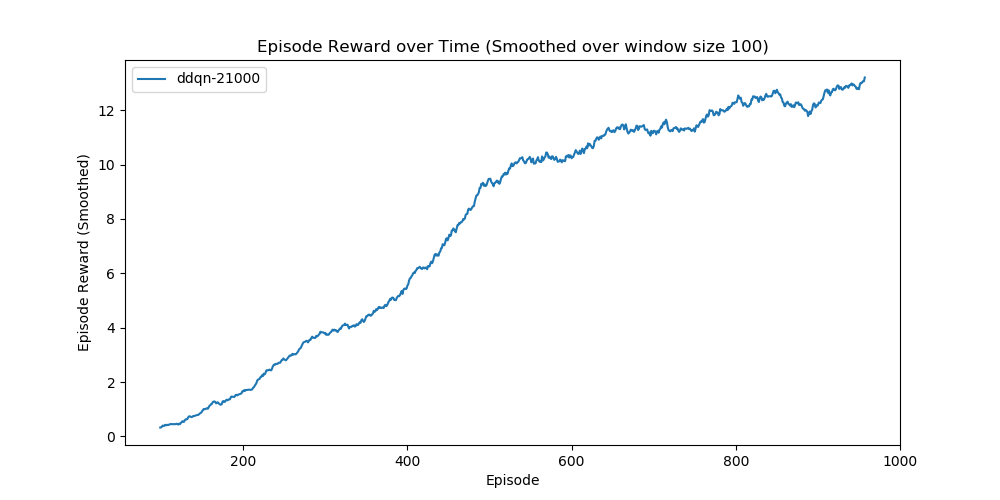 Episode Reward over Time (Smoothed over window size 100)
ddqn-21000
Episode Reward (Smoothed)
12
10
8
6
4
2
0
200 400 600 800 1000
Episode